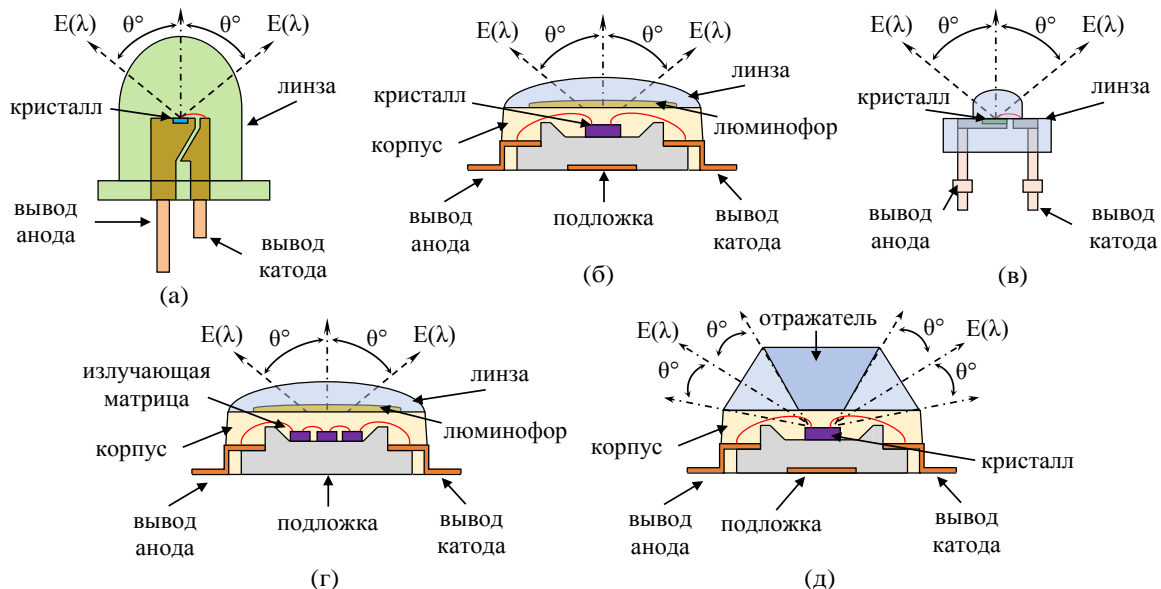 θ°
θ°
E(λ)
E(λ)
кристалл
линза
вывод
анода
вывод
катода
(а)
E(λ)
θ°
θ°
E(λ)
линза
кристалл
люминофор
корпус
вывод
анода
подложка
вывод
катода
(б)
θ°
θ°
E(λ)
E(λ)
кристалл
линза
вывод
анода
вывод
катода
(в)
E(λ)
θ°
θ°
E(λ)
излучающая
матрица
линза
люминофор
корпус
вывод
анода
подложка
вывод
катода
(г)
отражатель
E(λ)
θ°
θ°
E(λ)
θ°
θ°
корпус
кристалл
вывод
анода
подложка
вывод
катода
(д)